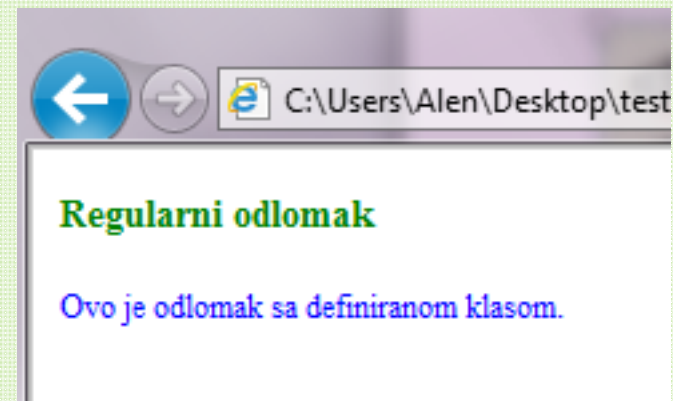 C:\Users\Alen\Desktop\test
Regularni odlomak
Ovo je odlomak sa definiranom klasom.